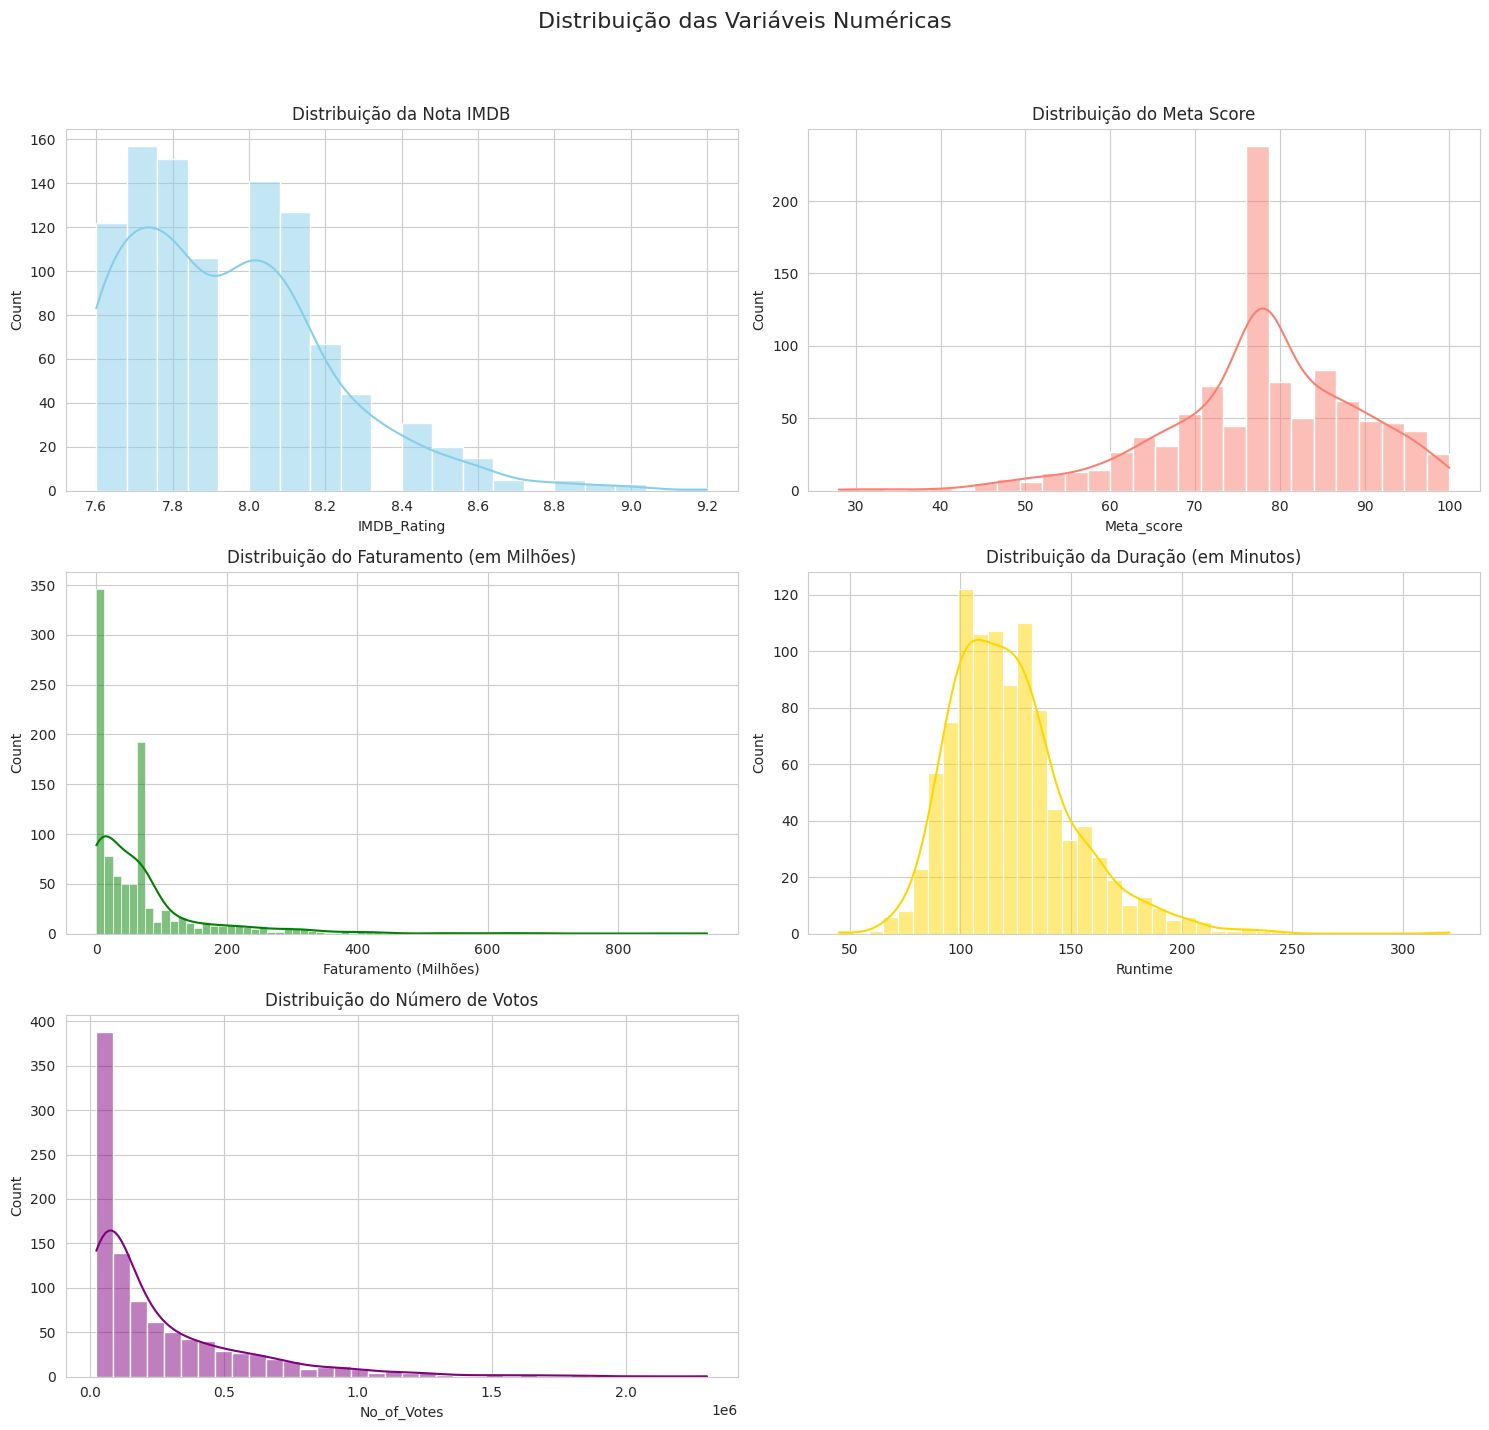 Distribuição das Variáveis Numéricas
Distribuição da Nota IMDB
160
140
120
100
80
60
40
20
0
Count
7.6 7.8 8.0 8.2 8.4 8.6 8.8 9.0 9.2
IMDB_Rating
Distribuição do Meta Score
200
150
100
50
0
Count
30 40 50 60 70 80 90 100
Meta_score
Distribuição do Faturamento (em Milhões)
350
300
250
200
150
100
50
0
Count
0 200 400 600 800
Faturamento (Milhões)
Distribuição da Duração (em Minutos)
120
100
80
60
40
20
0
Count
50 100 150 200 250 300
Runtime
Distribuição do Número de Votos
400
350
300
250
200
150
100
50
0
Count
0.0 0.5 1.0 1.5 2.0
1e6
No_of_Votes